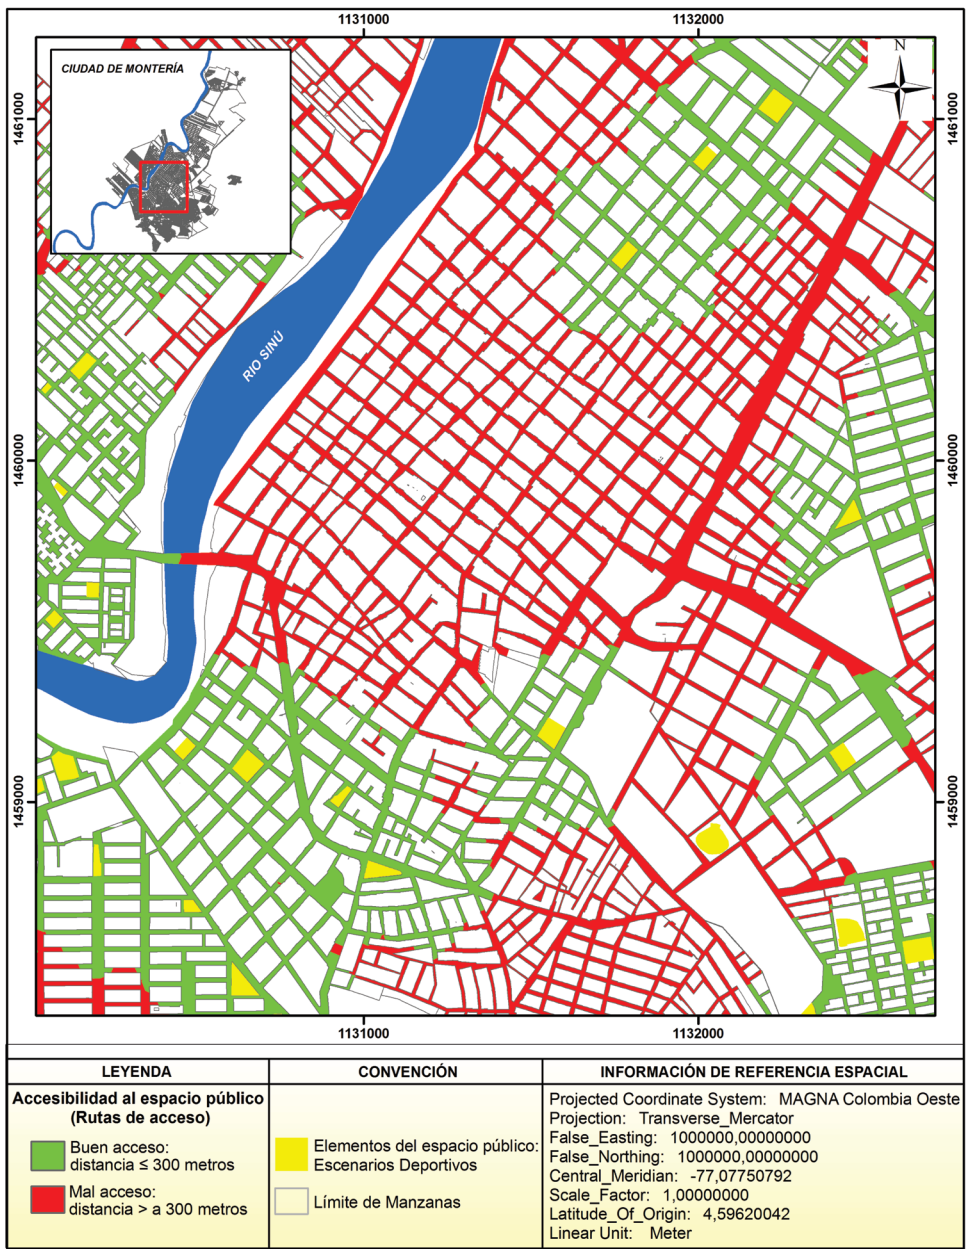 1131000
1132000
N
CIUDAD DE MONTERÍA
1461000
1461000
RIO SINÚ
1460000
1460000
1459000
1459000
1131000
1132000
LEYENDA
Accesibilidad al espacio público
(Rutas de acceso)
Buen acceso:
distancia ≤ 300 metros
Mal acceso:
distancia > a 300 metros
CONVENCIÓN
Elementos del espacio público:
Escenarios Deportivos
Límite de Manzanas
INFORMACIÓN DE REFERENCIA ESPACIAL
Projected Coordinate System: MAGNA Colombia Oeste
Projection: Transverse_Mercator
False_Easting: 1000000,00000000
False_Northing: 1000000,00000000
Central_Meridian: -77,07750792
Scale_Factor: 1,00000000
Latitude_Of_Origin: 4,59620042
Linear Unit: Meter